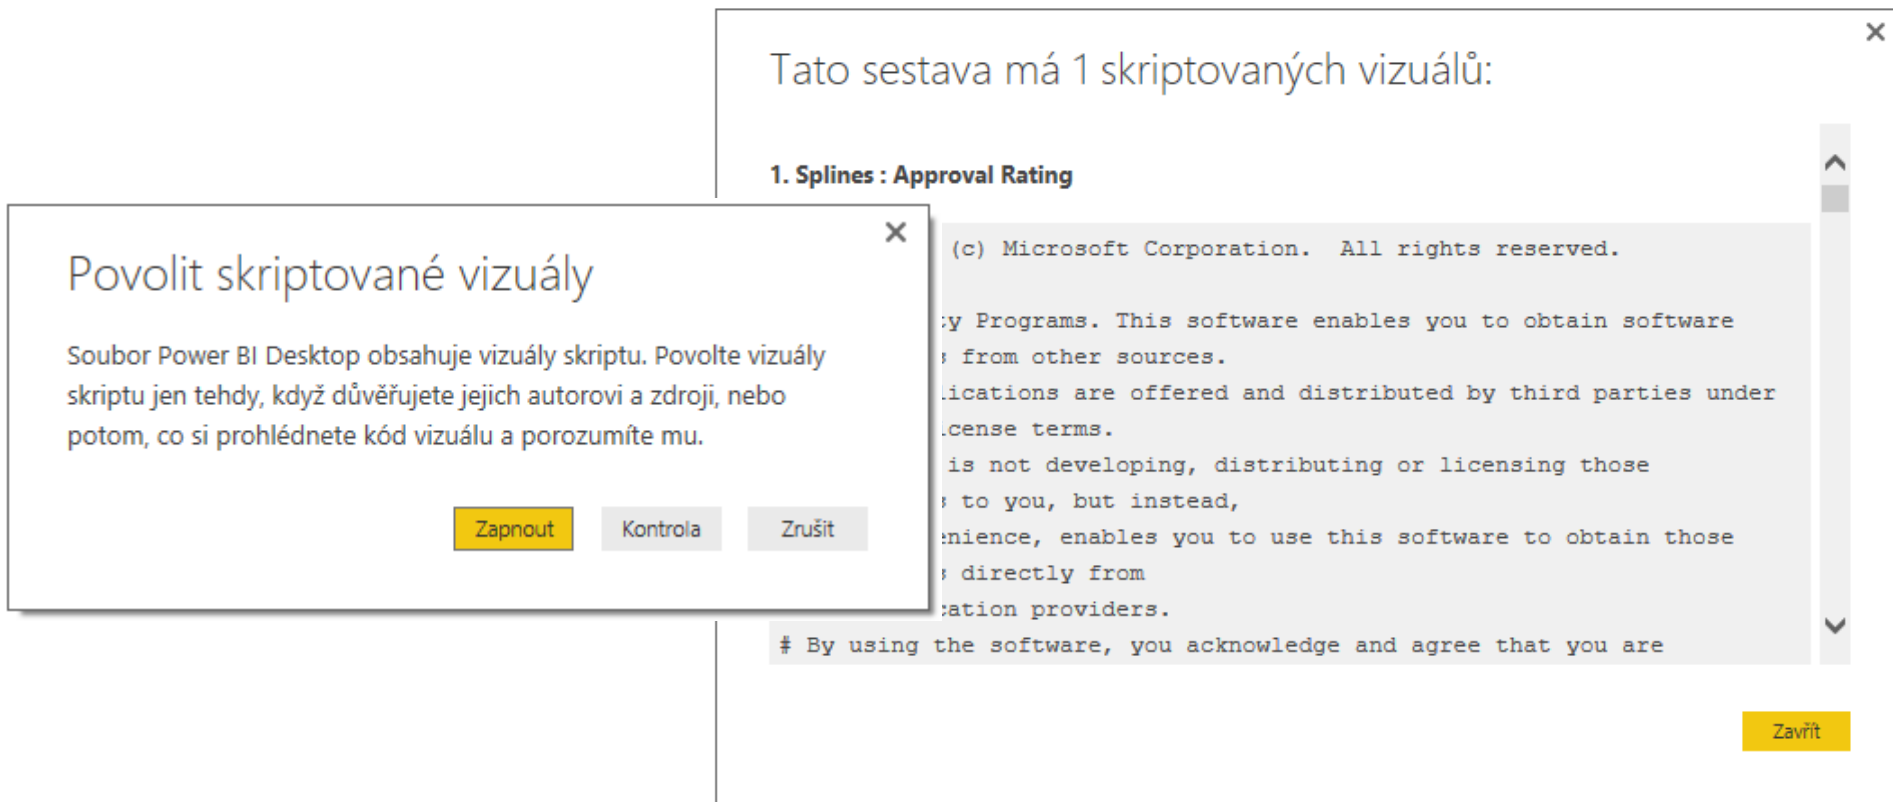 Tato sestava má 1 skriptovaných vizuálů:
1. Splines : Approval Rating
(c) Microsoft Corporation.  All rights reserved.
Programs. This software enables you to obtain software
from other sources.
are offered and distributed by third parties under
terms.
is not developing, distributing or licensing those
to you, but instead,
enables you to use this software to obtain those
directly from
providers.
# By using the software, you acknowledge and agree that you are
Zavřít
Povolit skriptované vizuály
Soubor Power BI Desktop obsahuje vizuály skriptu. Povolte vizuály
skriptu jen tehdy, když důvěřujete jejich autorovi a zdroji, nebo
potom, co si prohlédnete kód vizuálu a porozumíte mu.
Zapnout Kontrola Zrušit